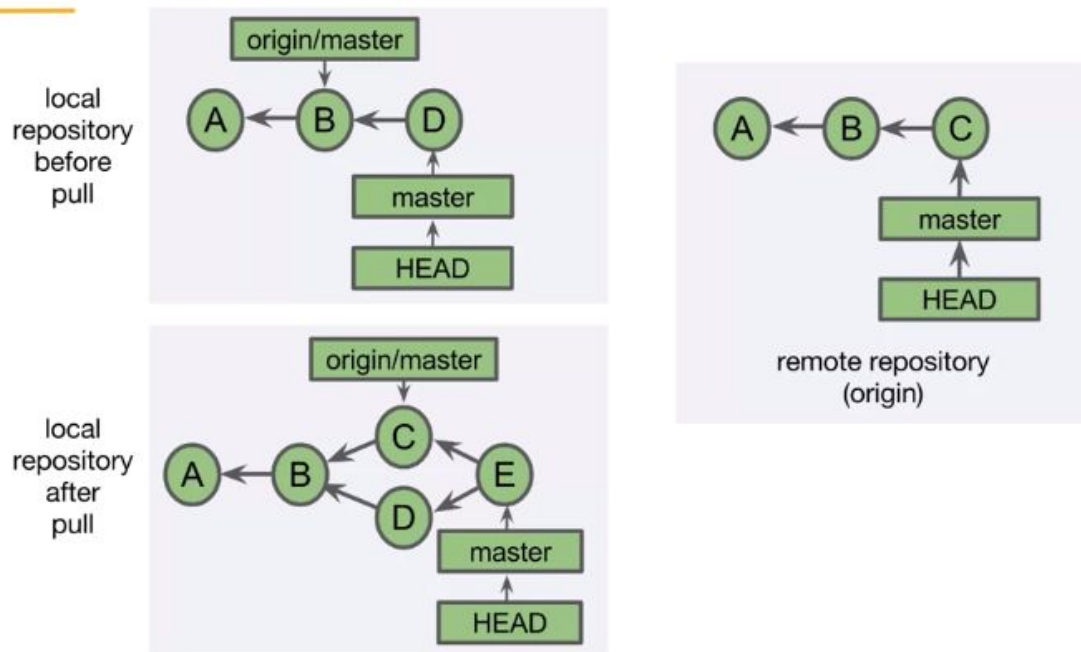 local
repository
before
pull
origin/master
A
B
D
master
HEAD
A
B
C
master
HEAD
remote repository
(origin)
local
repository
after
pull
origin/master
C
A
B
E
D
master
HEAD